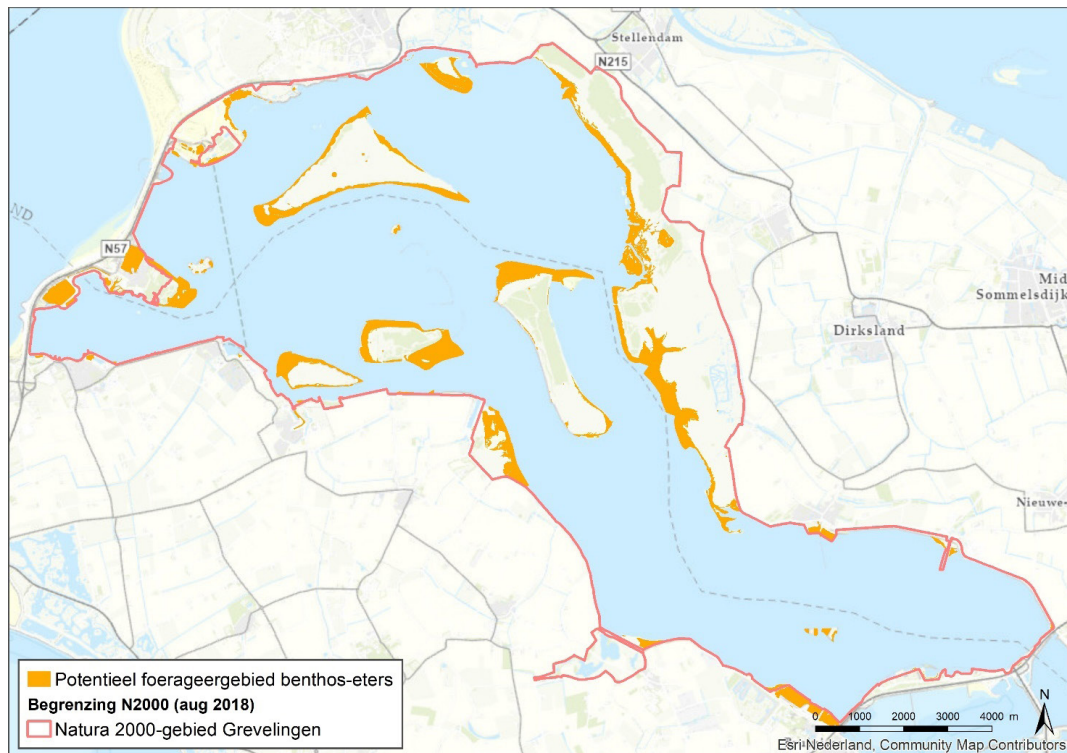 Stellendam
N215
ND
N57
Mid
Sommelsdijk
Dirksland
Nieuwe-
Potentieel foerageergebied benthos-eters
Begrenzing N2000 (aug 2018)
Natura 2000-gebied Grevelingen
N
0 1000 2000 3000 4000 m
Esri Nederland, Community Map Contributors